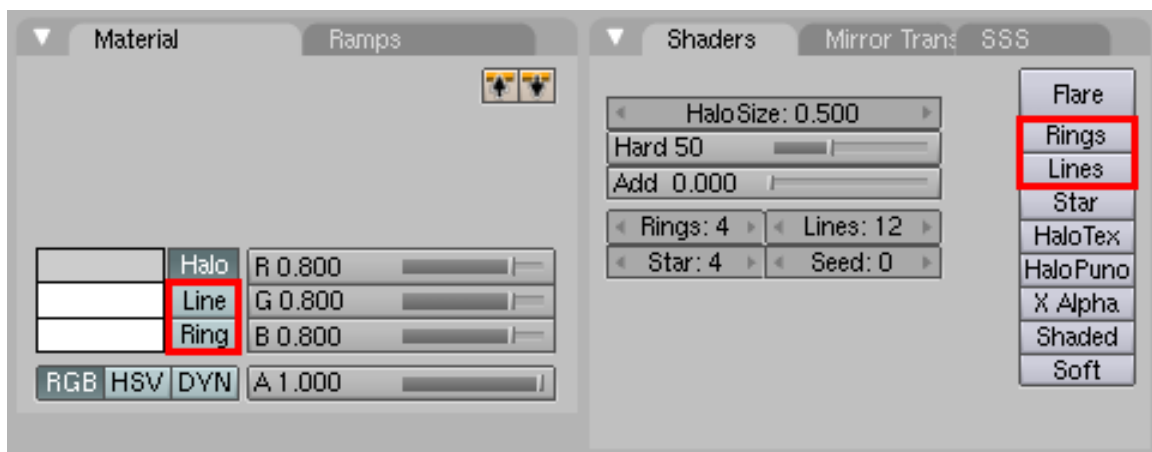 Material
Ramps
Halo
Line
Ring
R 0.800
G 0.800
B 0.800
RGB HSV DYN
A 1.000
Shaders
Mirror Trans
SSS
HaloSize: 0.500
Hard 50
Add 0.000
Rings: 4
Lines: 12
Star: 4
Seed: 0
Flare
Rings
Lines
Star
HaloTex
HaloPuno
X Alpha
Shaded
Soft